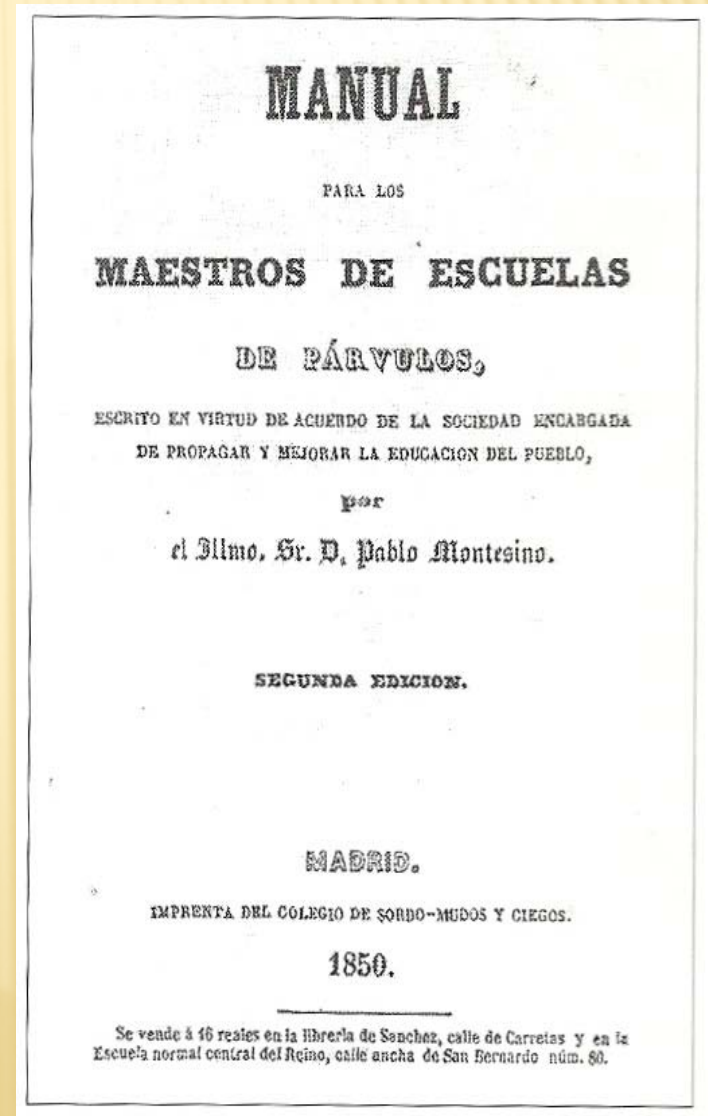 MANUAL
PARA LOS
MAESTROS DE ESCUELAS
DE PÁRVULOS,
ESCRITO EN VIRTUD DE ACUERDO DE LA SOCIEDAD ENCARGADA
DE PROPAGAR Y MEJORAR LA EDUCACION DEL PUEBLO,
por
el Illmo. Sr. D. Pablo Montesino.
SEGUNDA EDICION.
MADRID.
IMPRENTA DEL COLEGIO DE SORDO-MUDOS Y CIEGOS.
1850.
Se vende á 16 reales en la librería de Sanchez, calle de Carretas y en la
Escuela normal central del Reino, calle ancha de San Bernardo núm. 80.